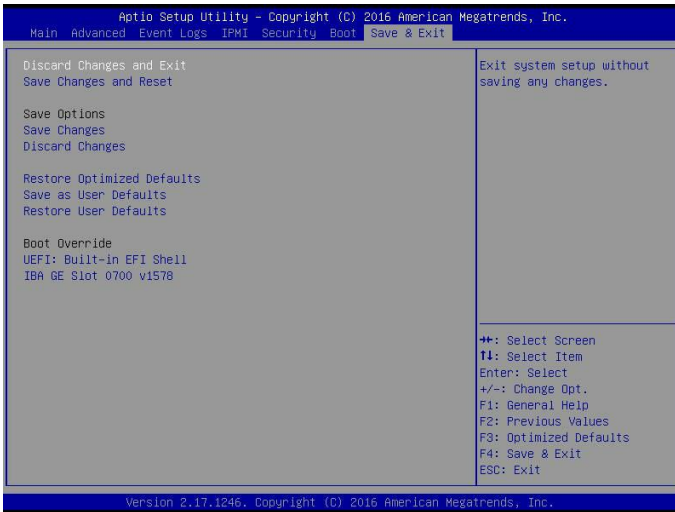 Aptio Setup Utility – Copyright (C) 2016 American Megatrends, Inc.
Main Advanced Event Logs IPMI Security Boot Save & Exit
Discard Changes and Exit
Save Changes and Reset
Save Options
Save Changes
Discard Changes
Restore Optimized Defaults
Save as User Defaults
Restore User Defaults
Boot Override
UEFI: Built-in EFI Shell
IBA GE Slot 0700 v1578
Exit system setup without
saving any changes.
→←: Select Screen
↑↓: Select Item
Enter: Select
+/-: Change Opt.
F1: General Help
F2: Previous Values
F3: Optimized Defaults
F4: Save & Exit
ESC: Exit
Version 2.17.1246. Copyright (C) 2016 American Megatrends, Inc.